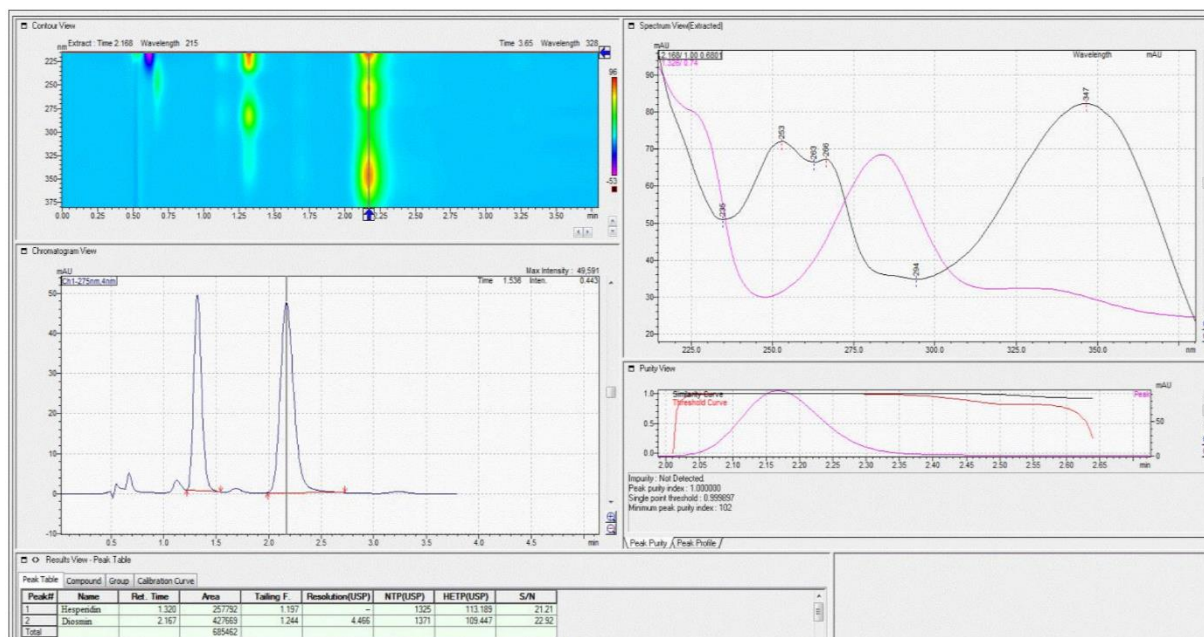 Contour View
nm Extract : Time 2.168 Wavelength 215 Time 3.65 Wavelength 328
225
250
275
300
325
350
375
0.00 0.25 0.50 0.75 1.00 1.25 1.50 1.75 2.00 2.25 2.50 2.75 3.00 3.25 3.50 min
96
-53
Chromatogram View
mAU Max Intensity : 49,591
Ch1-275nm,4nm Time 1.536 Inten. 0.443
50
40
30
20
10
0
-10
0.5 1.0 1.5 2.0 2.5 3.0 3.5 4.0 4.5 min
Spectrum View(Extracted)
mAU
2.168/ 1.00 0.6801 Wavelength mAU
1.326/ 0.74
90
80
70
60
50
40
30
20
235
253
263
266
294
347
225.0 250.0 275.0 300.0 325.0 350.0 nm
Purity View
mAU
Similarity Curve Peak
Threshold Curve
1.0
0.5
0.0
50
0
2.00 2.05 2.10 2.15 2.20 2.25 2.30 2.35 2.40 2.45 2.50 2.55 2.60 2.65 min
Impurity : Not Detected
Peak purity index : 1.000000
Single point threshold : 0.999897
Minimum peak purity index : 102
Peak Purity Peak Profile
Results View - Peak Table
Peak Table Compound Group Calibration Curve
Peak# Name Ret. Time Area Tailing F. Resolution(USP) NTP(USP) HETP(USP) S/N
1 Hesperidin 1.320 257792 1.197 -- 1325 113.189 21.21
2 Diosmin 2.167 427669 1.244 4.466 1371 109.447 22.92
Total 685462